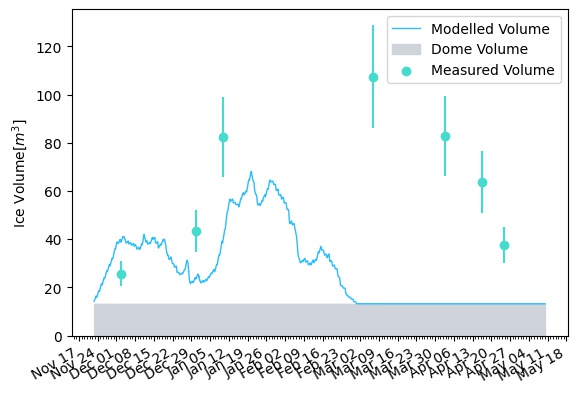 Modelled Volume
Dome Volume
Measured Volume
Ice Volume[m³]
120
100
80
60
40
20
0
Nov 17
Nov 24
Dec 01
Dec 08
Dec 15
Dec 22
Dec 29
Jan 05
Jan 12
Jan 19
Jan 26
Feb 02
Feb 09
Feb 16
Feb 23
Mar 02
Mar 09
Mar 16
Mar 23
Mar 30
Apr 06
Apr 13
Apr 20
Apr 27
May 04
May 11
May 18